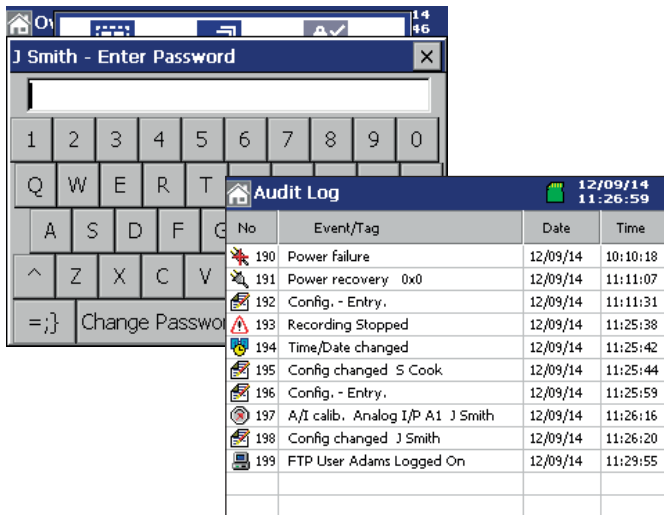 Ov
14
46
J Smith - Enter Password
1 2 3 4 5 6 7 8 9 0
Q W E R T
A S D F G
^ Z X C V
=;} Change Passwor
Audit Log
12/09/14
11:26:59
No Event/Tag Date Time
190 Power failure 12/09/14 10:10:18
191 Power recovery 0x0 12/09/14 11:11:07
192 Config. - Entry. 12/09/14 11:11:31
193 Recording Stopped 12/09/14 11:25:38
194 Time/Date changed 12/09/14 11:25:42
195 Config changed S Cook 12/09/14 11:25:44
196 Config. - Entry. 12/09/14 11:25:59
197 A/I calib. Analog I/P A1 J Smith 12/09/14 11:26:16
198 Config changed J Smith 12/09/14 11:26:20
199 FTP User Adams Logged On 12/09/14 11:29:55